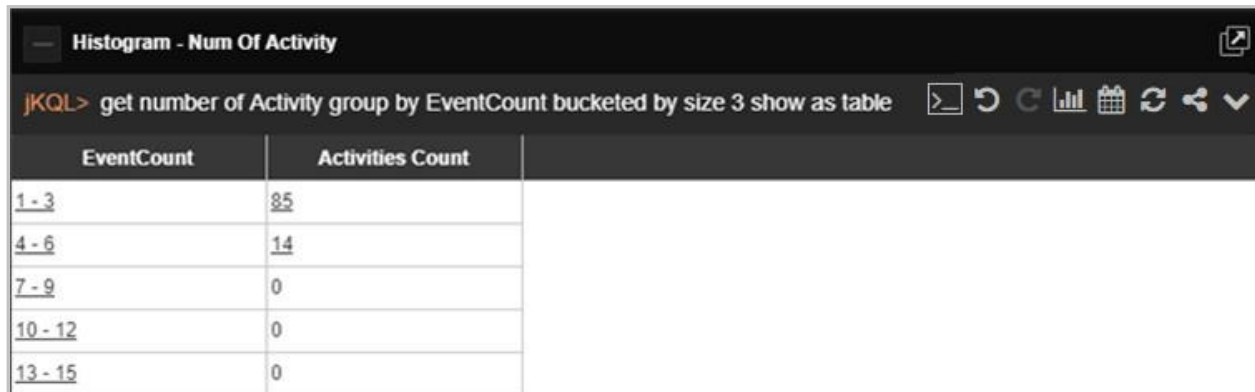 Histogram - Num Of Activity
jKQL> get number of Activity group by EventCount bucketed by size 3 show as table
EventCount Activities Count
1 - 3 85
4 - 6 14
7 - 9 0
10 - 12 0
13 - 15 0